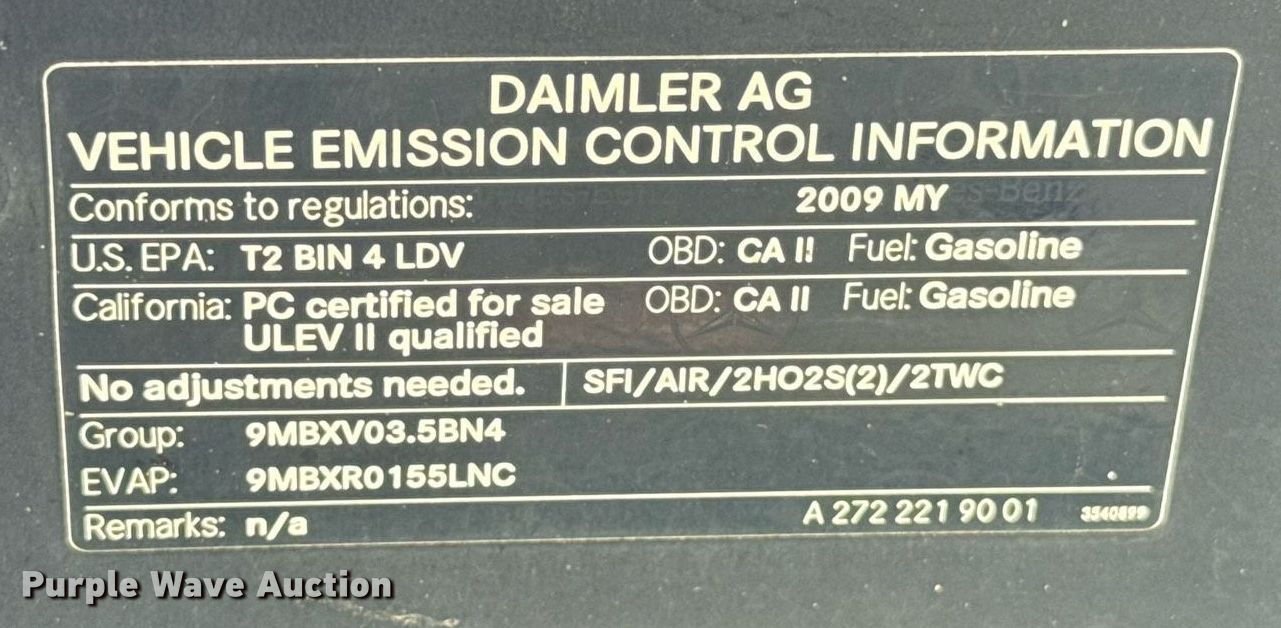 DAIMLER AG
VEHICLE EMISSION CONTROL INFORMATION
Conforms to regulations: 2009 MY
U.S. EPA: T2 BIN 4 LDV OBD: CA II Fuel: Gasoline
California: PC certified for sale OBD: CA II Fuel: Gasoline
ULEV II qualified
No adjustments needed. SFI/AIR/2HO2S(2)/2TWC
Group: 9MBXV03.5BN4
EVAP: 9MBXR0155LNC
Remarks: n/a A 272 221 90 01 3540899
Purple Wave Auction